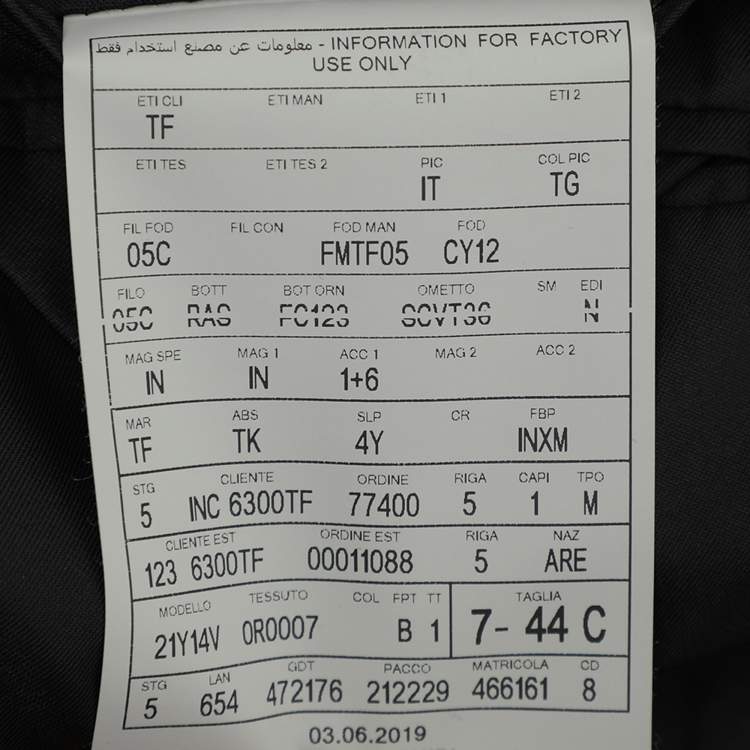 معلومات عن مصنع استخدام فقط - INFORMATION FOR FACTORY
USE ONLY
ETI CLI ETI MAN ETI 1 ETI 2
TF
ETI TES ETI TES 2 PIC COL PIC
IT TG
FIL FOD FIL CON FOD MAN FOD
05C FMTF05 CY12
FILO BOTT BOT ORN OMETTO SM EDI
05C RAS FC123 SCVT36 N
MAG SPE MAG 1 ACC 1 MAG 2 ACC 2
IN IN 1+6
MAR ABS SLP CR FBP
TF TK 4Y INXM
STG CLIENTE ORDINE RIGA CAPI TPO
5 INC 6300TF 77400 5 1 M
CLIENTE EST ORDINE EST RIGA NAZ
123 6300TF 00011088 5 ARE
MODELLO TESSUTO COL FPT TT TAGLIA
21Y14V 0R0007 B 1 7- 44 C
STG LAN GDT PACCO MATRICOLA CD
5 654 472176 212229 466161 8
03.06.2019